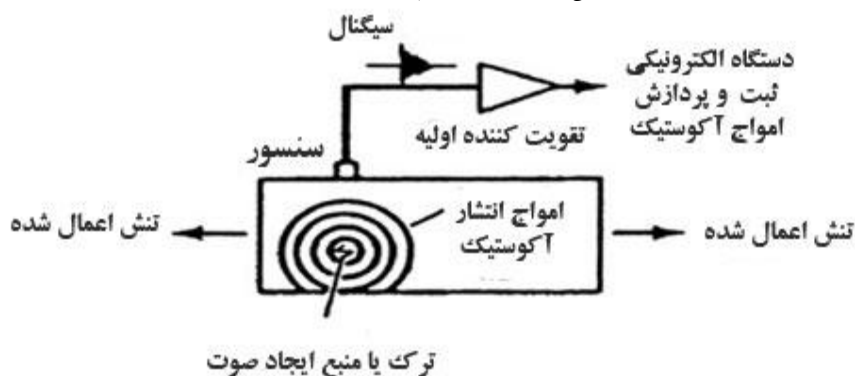 سیگنال
دستگاه الکترونیکی
ثبت و پردازش
امواج آکوستیک
تقویت کننده اولیه
سنسور
امواج انتشار
آکوستیک
تنش اعمال شده
تنش اعمال شده
ترک یا منبع ایجاد صوت